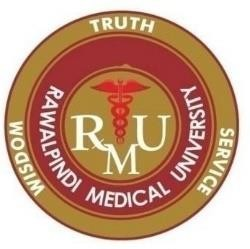 TRUTH
WISDOM
SERVICE
RAWALPINDI MEDICAL UNIVERSITY
RMU